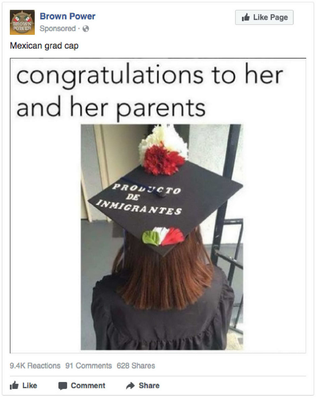 Brown Power
Sponsored ·
Like Page
Mexican grad cap
congratulations to her
and her parents
PRODUCTO
DE
INMIGRANTES
9.4K Reactions 91 Comments 628 Shares
Like Comment Share